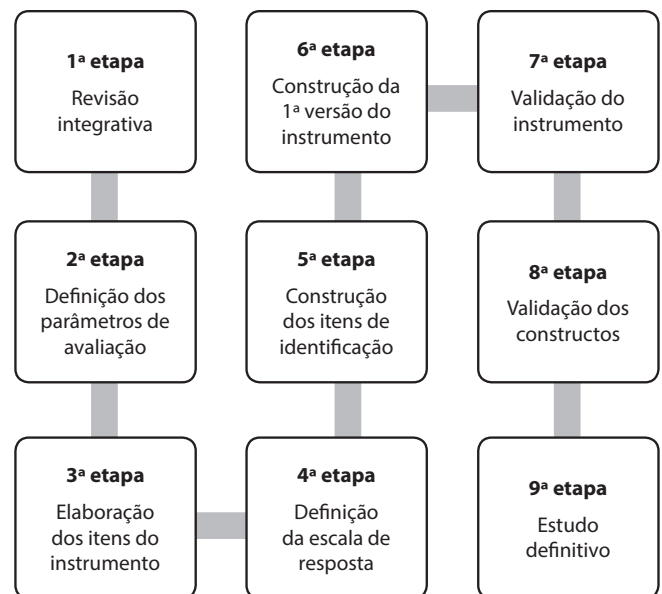 1ª etapa
Revisão
integrativa
2ª etapa
Definição dos
parâmetros de
avaliação
3ª etapa
Elaboração
dos itens do
instrumento
4ª etapa
Definição
da escala de
resposta
5ª etapa
Construção
dos itens de
identificação
6ª etapa
Construção da
1ª versão do
instrumento
7ª etapa
Validação do
instrumento
8ª etapa
Validação dos
constructos
9ª etapa
Estudo
definitivo